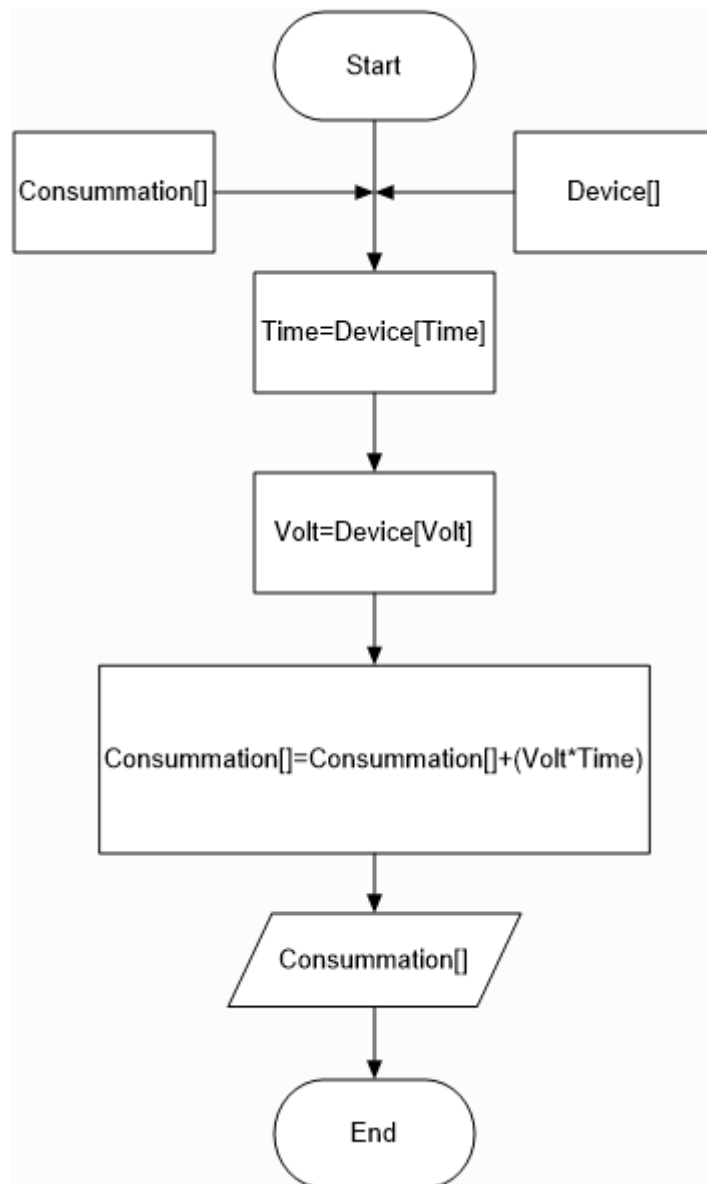 Start
Consummation[]
Device[]
Time=Device[Time]
Volt=Device[Volt]
Consummation[]=Consummation[]+(Volt*Time)
Consummation[]
End